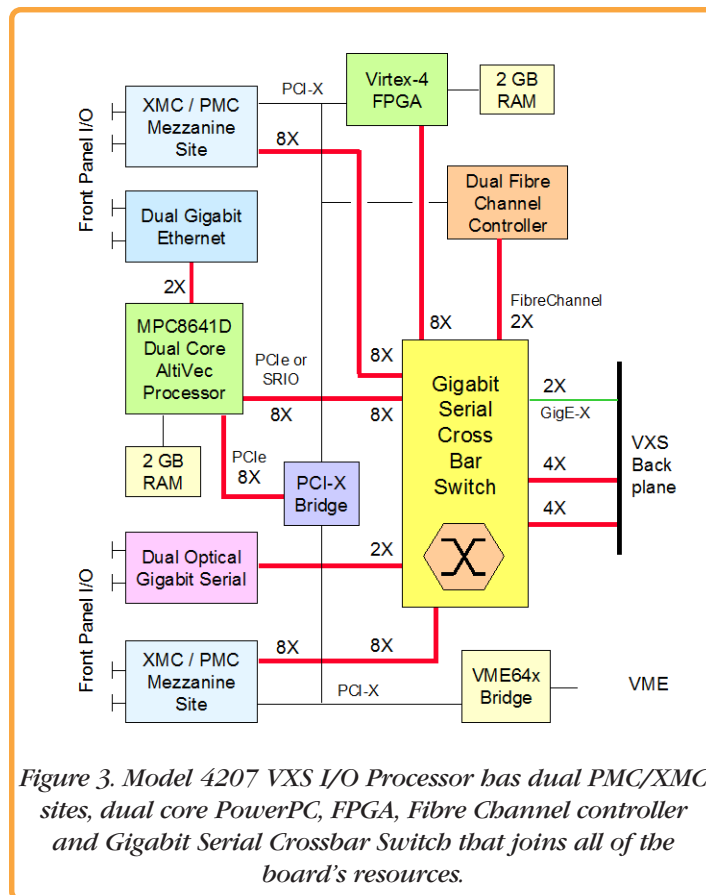 XMC / PMC
Mezzanine
Site
PCI-X
Virtex-4
FPGA
2 GB
RAM
8X
Front Panel I/O
Dual Gigabit
Ethernet
Dual Fibre
Channel
Controller
2X
FibreChannel
2X
8X
MPC8641D
Dual Core
AltiVec
Processor
PCIe or
SRIO
8X
8X
8X
Gigabit
Serial
Cross
Bar
Switch
2X
GigE-X
4X
4X
VXS
Back
plane
2 GB
RAM
PCIe
8X
PCI-X
Bridge
Dual Optical
Gigabit Serial
2X
Front Panel I/O
XMC / PMC
Mezzanine
Site
8X
8X
PCI-X
VME64x
Bridge
VME
Figure 3. Model 4207 VXS I/O Processor has dual PMC/XMC
sites, dual core PowerPC, FPGA, Fibre Channel controller
and Gigabit Serial Crossbar Switch that joins all of the
board's resources.